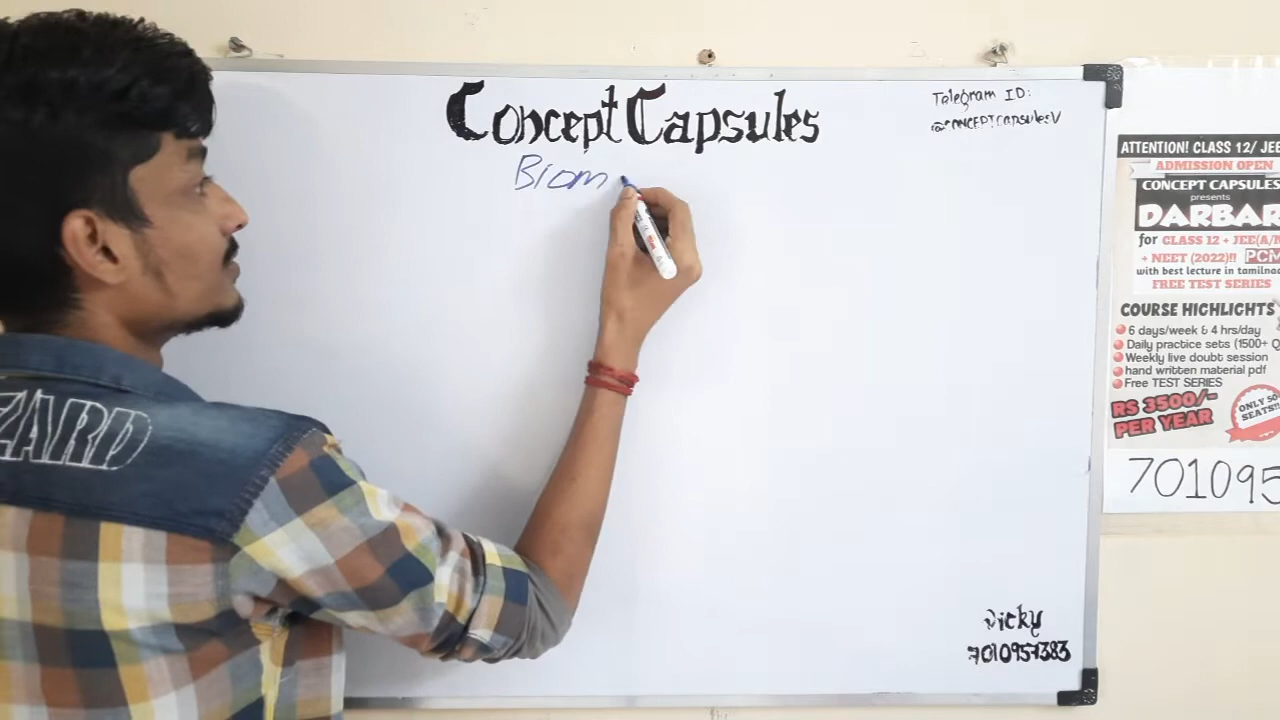 Concept Capsules
Telegram ID:
@CONCEPTCapsulesV
Biom
ZARD
ATTENTION! CLASS 12/ JEE
ADMISSION OPEN
CONCEPT CAPSULES
presents
DARBAR
for CLASS 12 + JEE(A/
+ NEET (2022)!! PCM
with best lecture in tamilnad
FREE TEST SERIES
COURSE HIGHLIGHTS
6 days/week & 4 hrs/day
Daily practice sets (1500+ Q
Weekly live doubt session
hand written material pdf
Free TEST SERIES
RS 3500/-
PER YEAR
ONLY 50
SEATS!!
701095
Vicky
7010957383